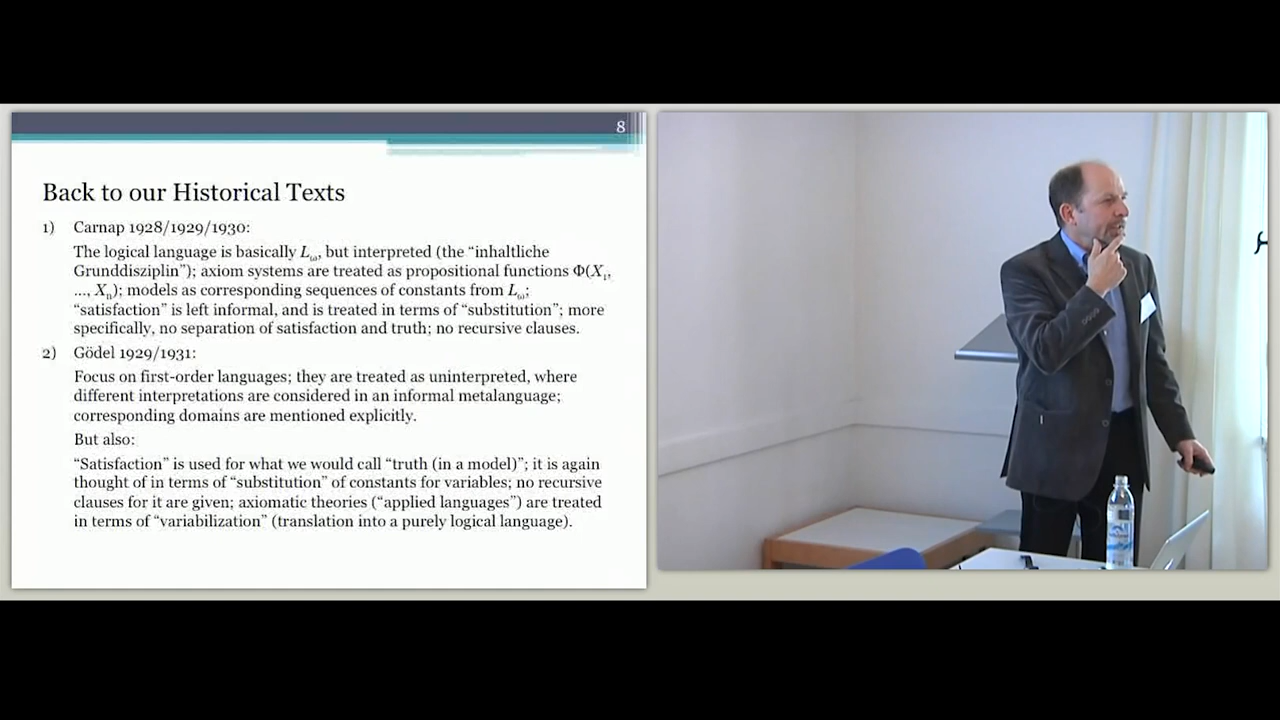 8
Back to our Historical Texts
1) Carnap 1928/1929/1930:
The logical language is basically Lω, but interpreted (the “inhaltliche
Grunddisziplin”); axiom systems are treated as propositional functions Φ(X₁,
…, Xₙ); models as corresponding sequences of constants from Lω;
“satisfaction” is left informal, and is treated in terms of “substitution”; more
specifically, no separation of satisfaction and truth; no recursive clauses.
2) Gödel 1929/1931:
Focus on first-order languages; they are treated as uninterpreted, where
different interpretations are considered in an informal metalanguage;
corresponding domains are mentioned explicitly.
But also:
“Satisfaction” is used for what we would call “truth (in a model)”; it is again
thought of in terms of “substitution” of constants for variables; no recursive
clauses for it are given; axiomatic theories (“applied languages”) are treated
in terms of “variabilization” (translation into a purely logical language).